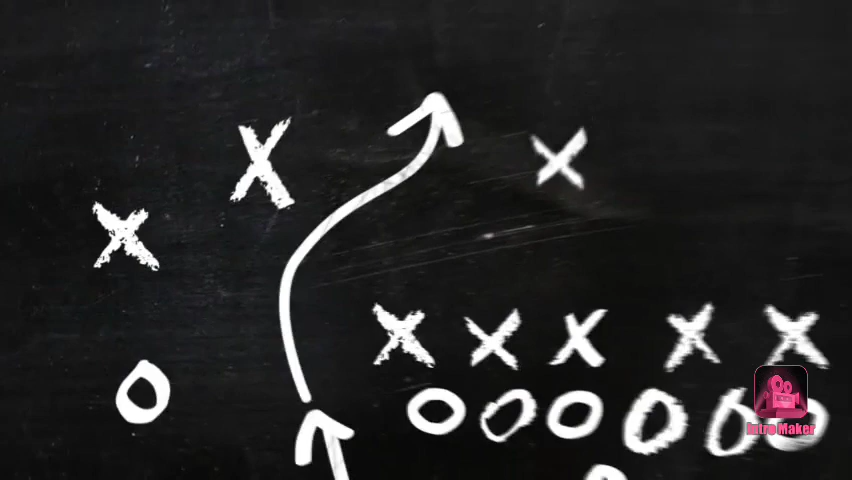 X X
X
X X X X X
O O O O O O O
O
Intro Maker